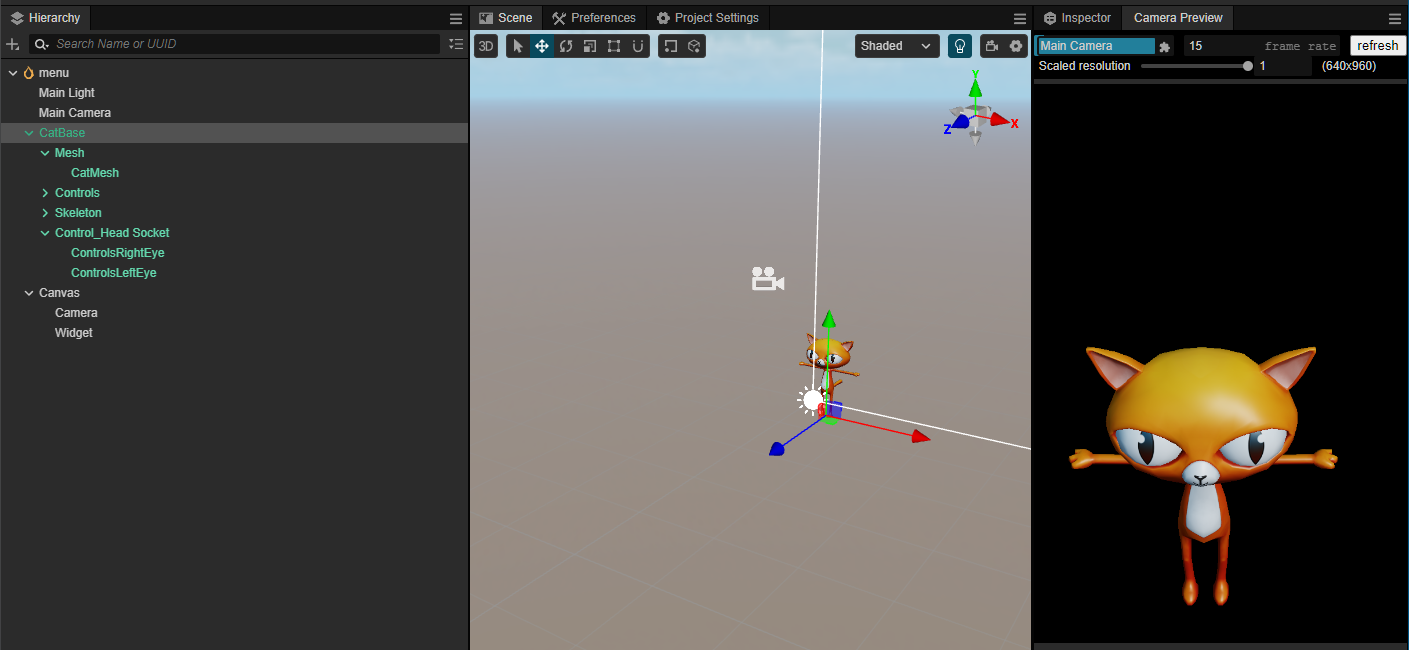 Hierarchy
Search Name or UUID
menu
Main Light
Main Camera
CatBase
Mesh
CatMesh
Controls
Skeleton
Control_Head Socket
ControlsRightEye
ControlsLeftEye
Canvas
Camera
Widget
Scene Preferences Project Settings
3D Shaded
Y
Z X
Inspector Camera Preview
Main Camera 15 frame rate refresh
Scaled resolution 1 (640x960)